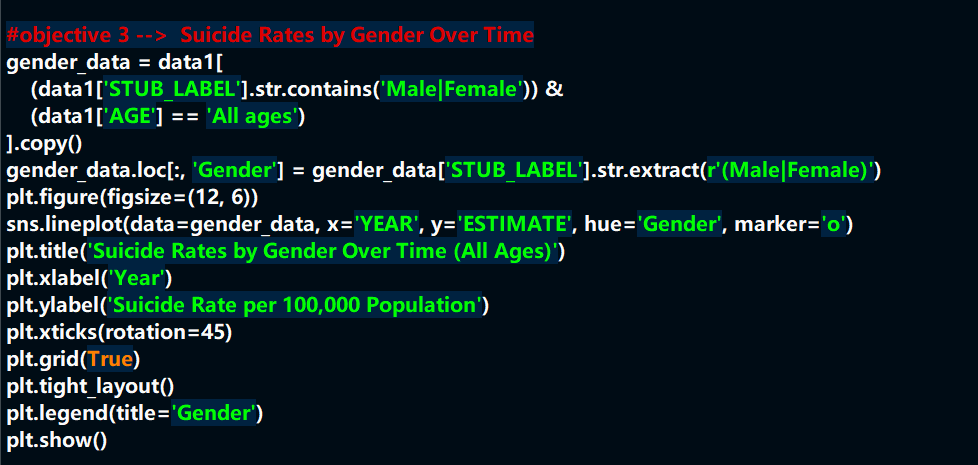 #objective 3 -->  Suicide Rates by Gender Over Time
gender_data = data1[
    (data1['STUB_LABEL'].str.contains('Male|Female')) &
    (data1['AGE'] == 'All ages')
].copy()
gender_data.loc[:, 'Gender'] = gender_data['STUB_LABEL'].str.extract(r'(Male|Female)')
plt.figure(figsize=(12, 6))
sns.lineplot(data=gender_data, x='YEAR', y='ESTIMATE', hue='Gender', marker='o')
plt.title('Suicide Rates by Gender Over Time (All Ages)')
plt.xlabel('Year')
plt.ylabel('Suicide Rate per 100,000 Population')
plt.xticks(rotation=45)
plt.grid(True)
plt.tight_layout()
plt.legend(title='Gender')
plt.show()